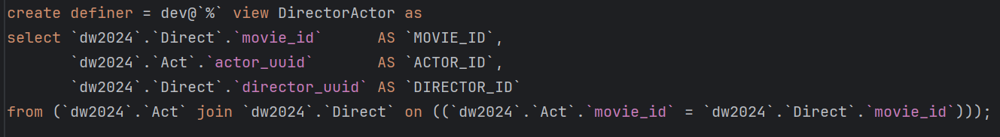 create definer = dev@`%` view DirectorActor as
select `dw2024`.`Direct`.`movie_id`      AS `MOVIE_ID`,
       `dw2024`.`Act`.`actor_uuid`       AS `ACTOR_ID`,
       `dw2024`.`Direct`.`director_uuid` AS `DIRECTOR_ID`
from (`dw2024`.`Act` join `dw2024`.`Direct` on ((`dw2024`.`Act`.`movie_id` = `dw2024`.`Direct`.`movie_id`)));